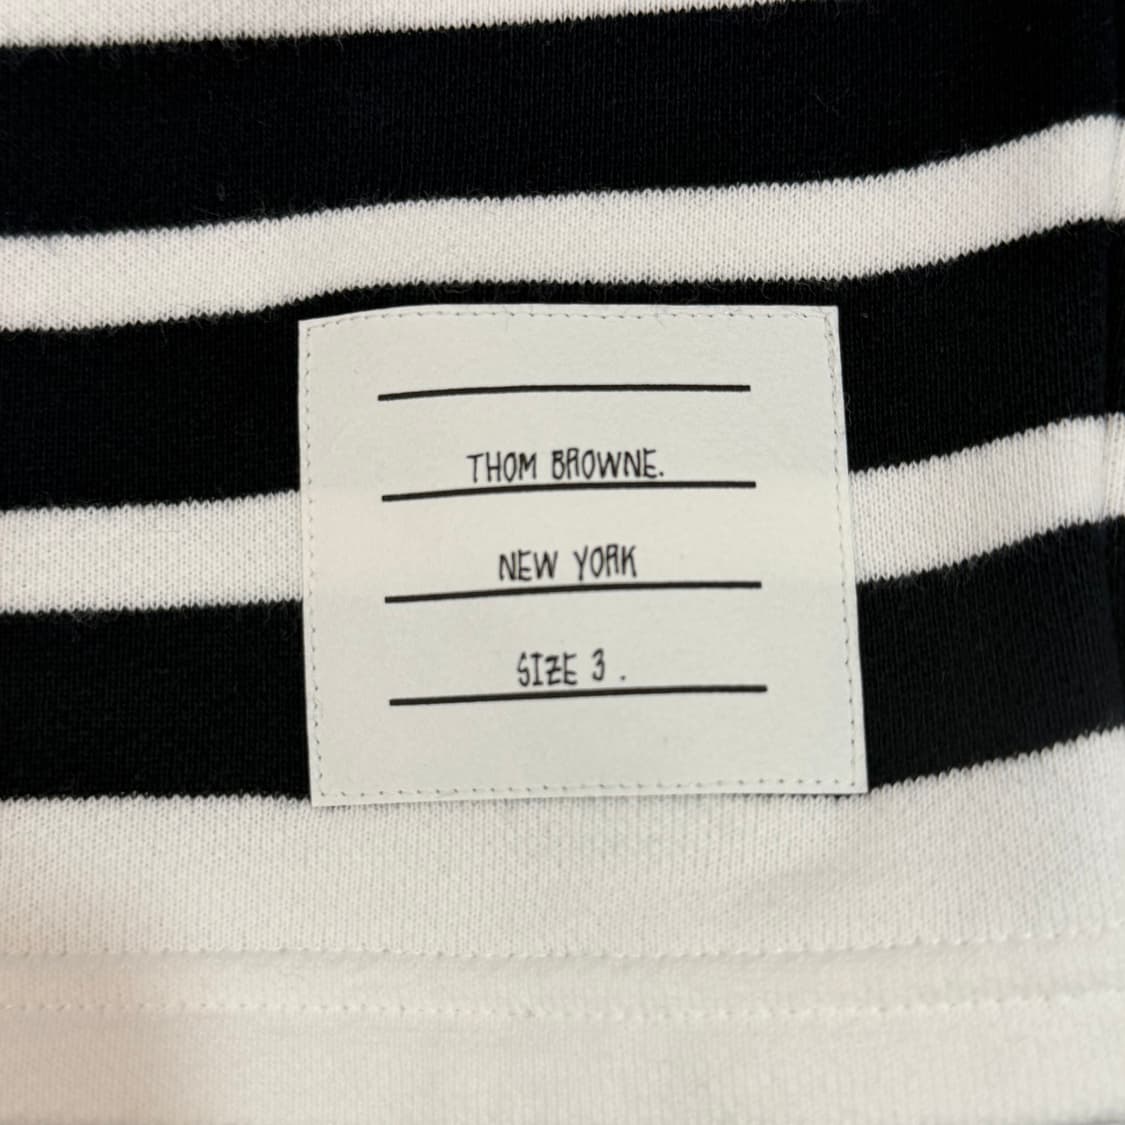 THOM BROWNE.
NEW YORK
SIZE 3 .